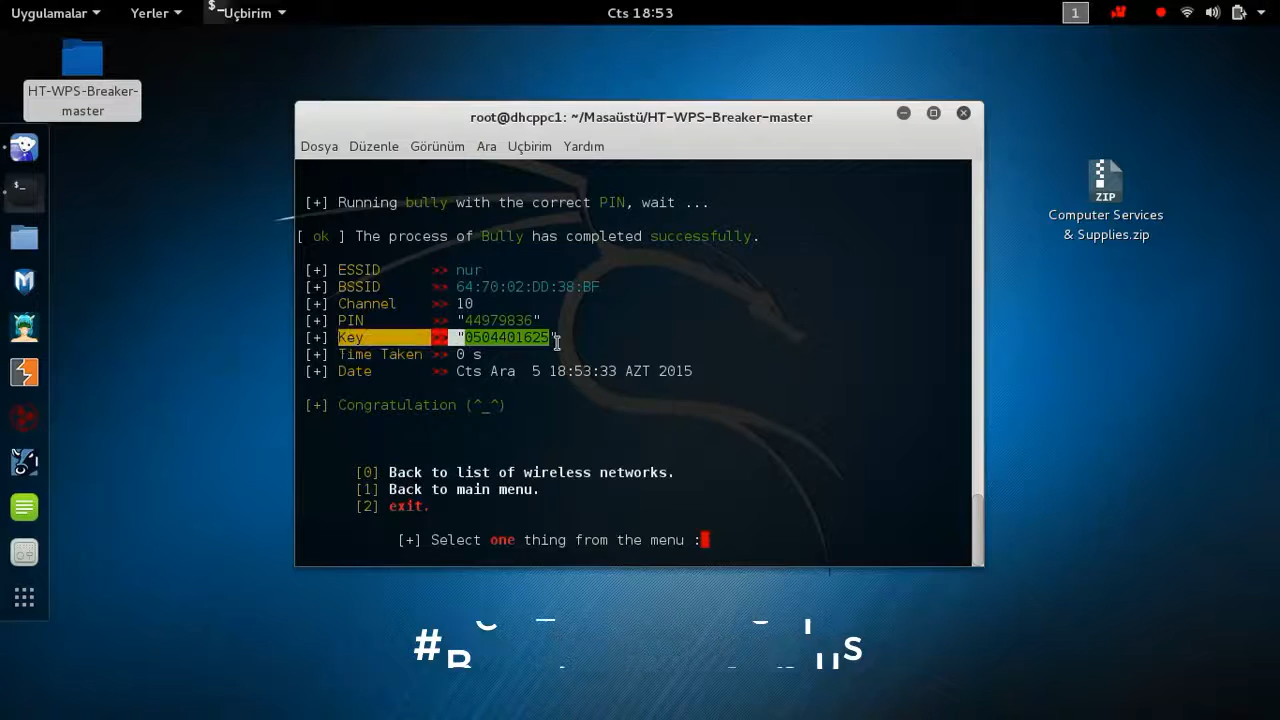 Uygulamalar Yerler Uçbirim Cts 18:53 1
HT-WPS-Breaker-
master
root@dhcppc1: ~/Masaüstü/HT-WPS-Breaker-master
Dosya Düzenle Görünüm Ara Uçbirim Yardım
[+] Running bully with the correct PIN, wait ...
[ ok ] The process of Bully has completed successfully.
[+] ESSID >> nur
[+] BSSID >> 64:70:02:DD:38:BF
[+] Channel >> 10
[+] PIN >> "44979836"
[+] Key >> "0504401625"
[+] Time Taken >> 0 s
[+] Date >> Cts Ara 5 18:53:33 AZT 2015
[+] Congratulation (^_^)
[0] Back to list of wireless networks.
[1] Back to main menu.
[2] exit.
[+] Select one thing from the menu :
ZIP
Computer Services
& Supplies.zip